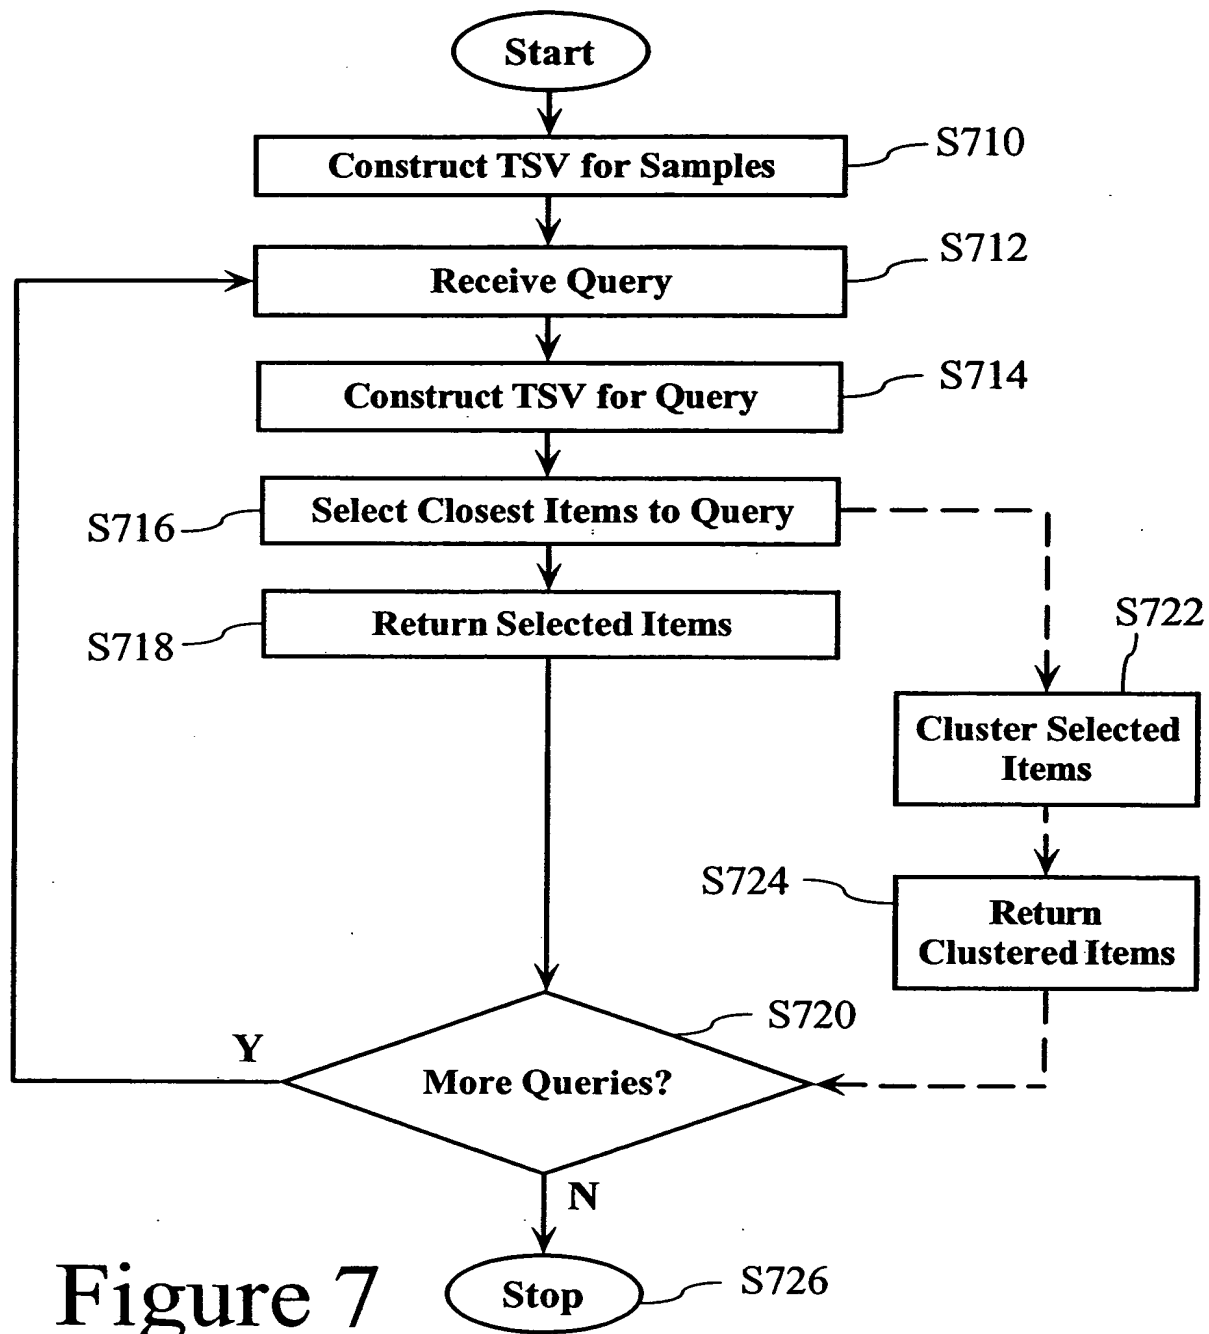 Start
Construct TSV for Samples
S710
Receive Query
S712
Construct TSV for Query
S714
Select Closest Items to Query
S716
Return Selected Items
S718
S722
Cluster Selected
Items
S724
Return
Clustered Items
S720
Y
More Queries?
N
Stop
S726
Figure 7